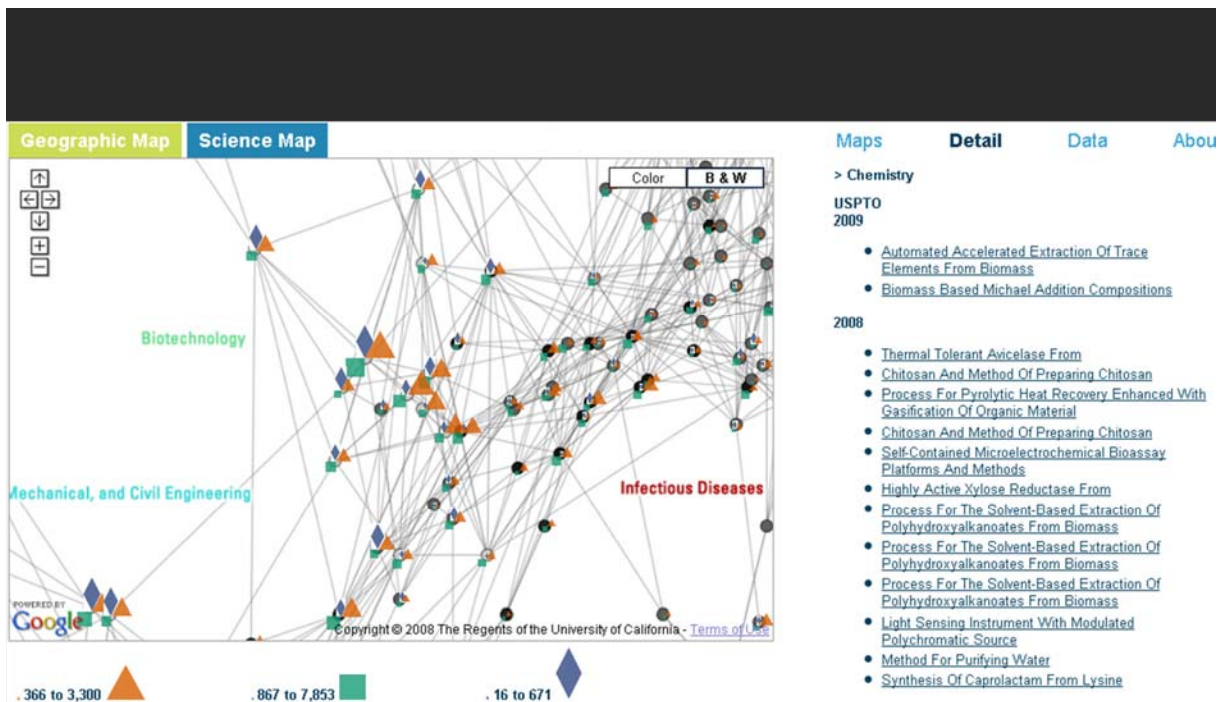 Geographic Map
Science Map
Maps
Detail
Data
Abou
Color
B & W
> Chemistry
USPTO
2009
Automated Accelerated Extraction Of Trace
Elements From Biomass
Biomass Based Michael Addition Compositions
2008
Thermal Tolerant Avicelase From
Chitosan And Method Of Preparing Chitosan
Process For Pyrolytic Heat Recovery Enhanced With
Gasification Of Organic Material
Chitosan And Method Of Preparing Chitosan
Self-Contained Microelectrochemical Bioassay
Platforms And Methods
Highly Active Xylose Reductase From
Process For The Solvent-Based Extraction Of
Polyhydroxyalkanoates From Biomass
Process For The Solvent-Based Extraction Of
Polyhydroxyalkanoates From Biomass
Process For The Solvent-Based Extraction Of
Polyhydroxyalkanoates From Biomass
Light Sensing Instrument With Modulated
Polychromatic Source
Method For Purifying Water
Synthesis Of Caprolactam From Lysine
Biotechnology
Mechanical, and Civil Engineering
Infectious Diseases
POWERED BY
Google
Copyright © 2008 The Regents of the University of California - Terms of Use
. 366 to 3,300
. 867 to 7,853
. 16 to 671